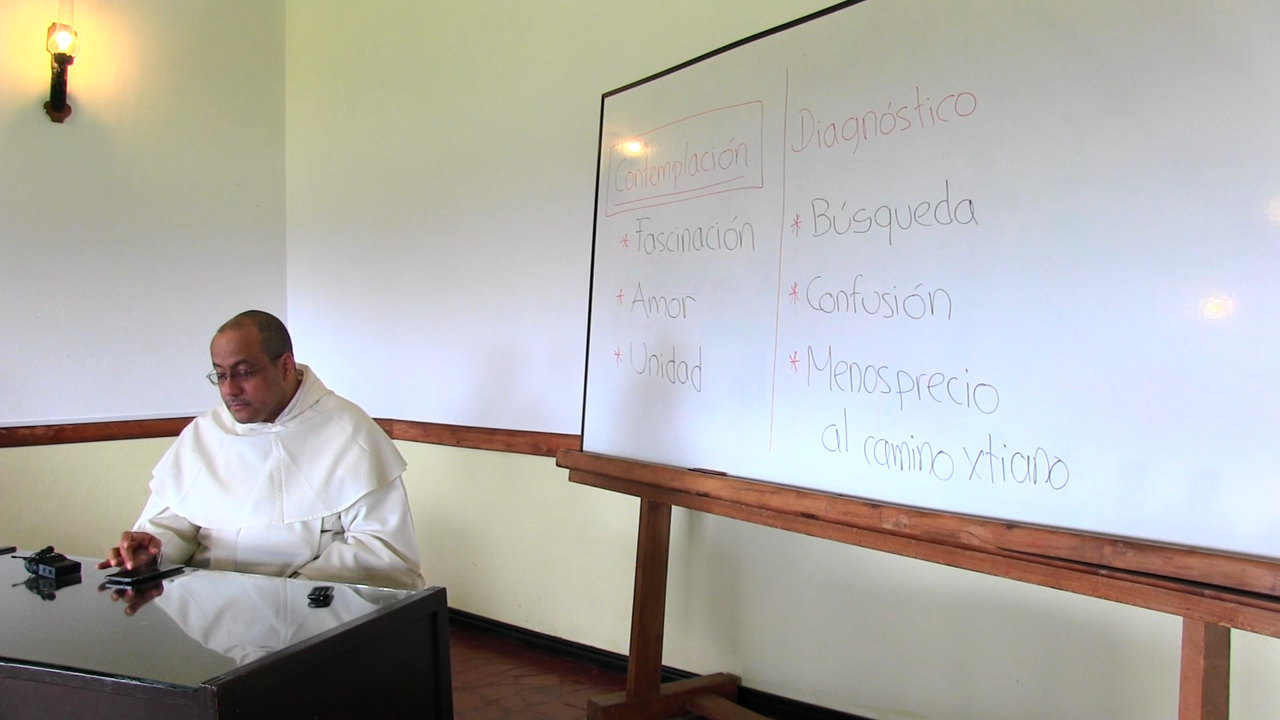 Contemplación
* Fascinación
* Amor
* Unidad
Diagnóstico
* Búsqueda
* Confusión
* Menosprecio
al camino xtiano